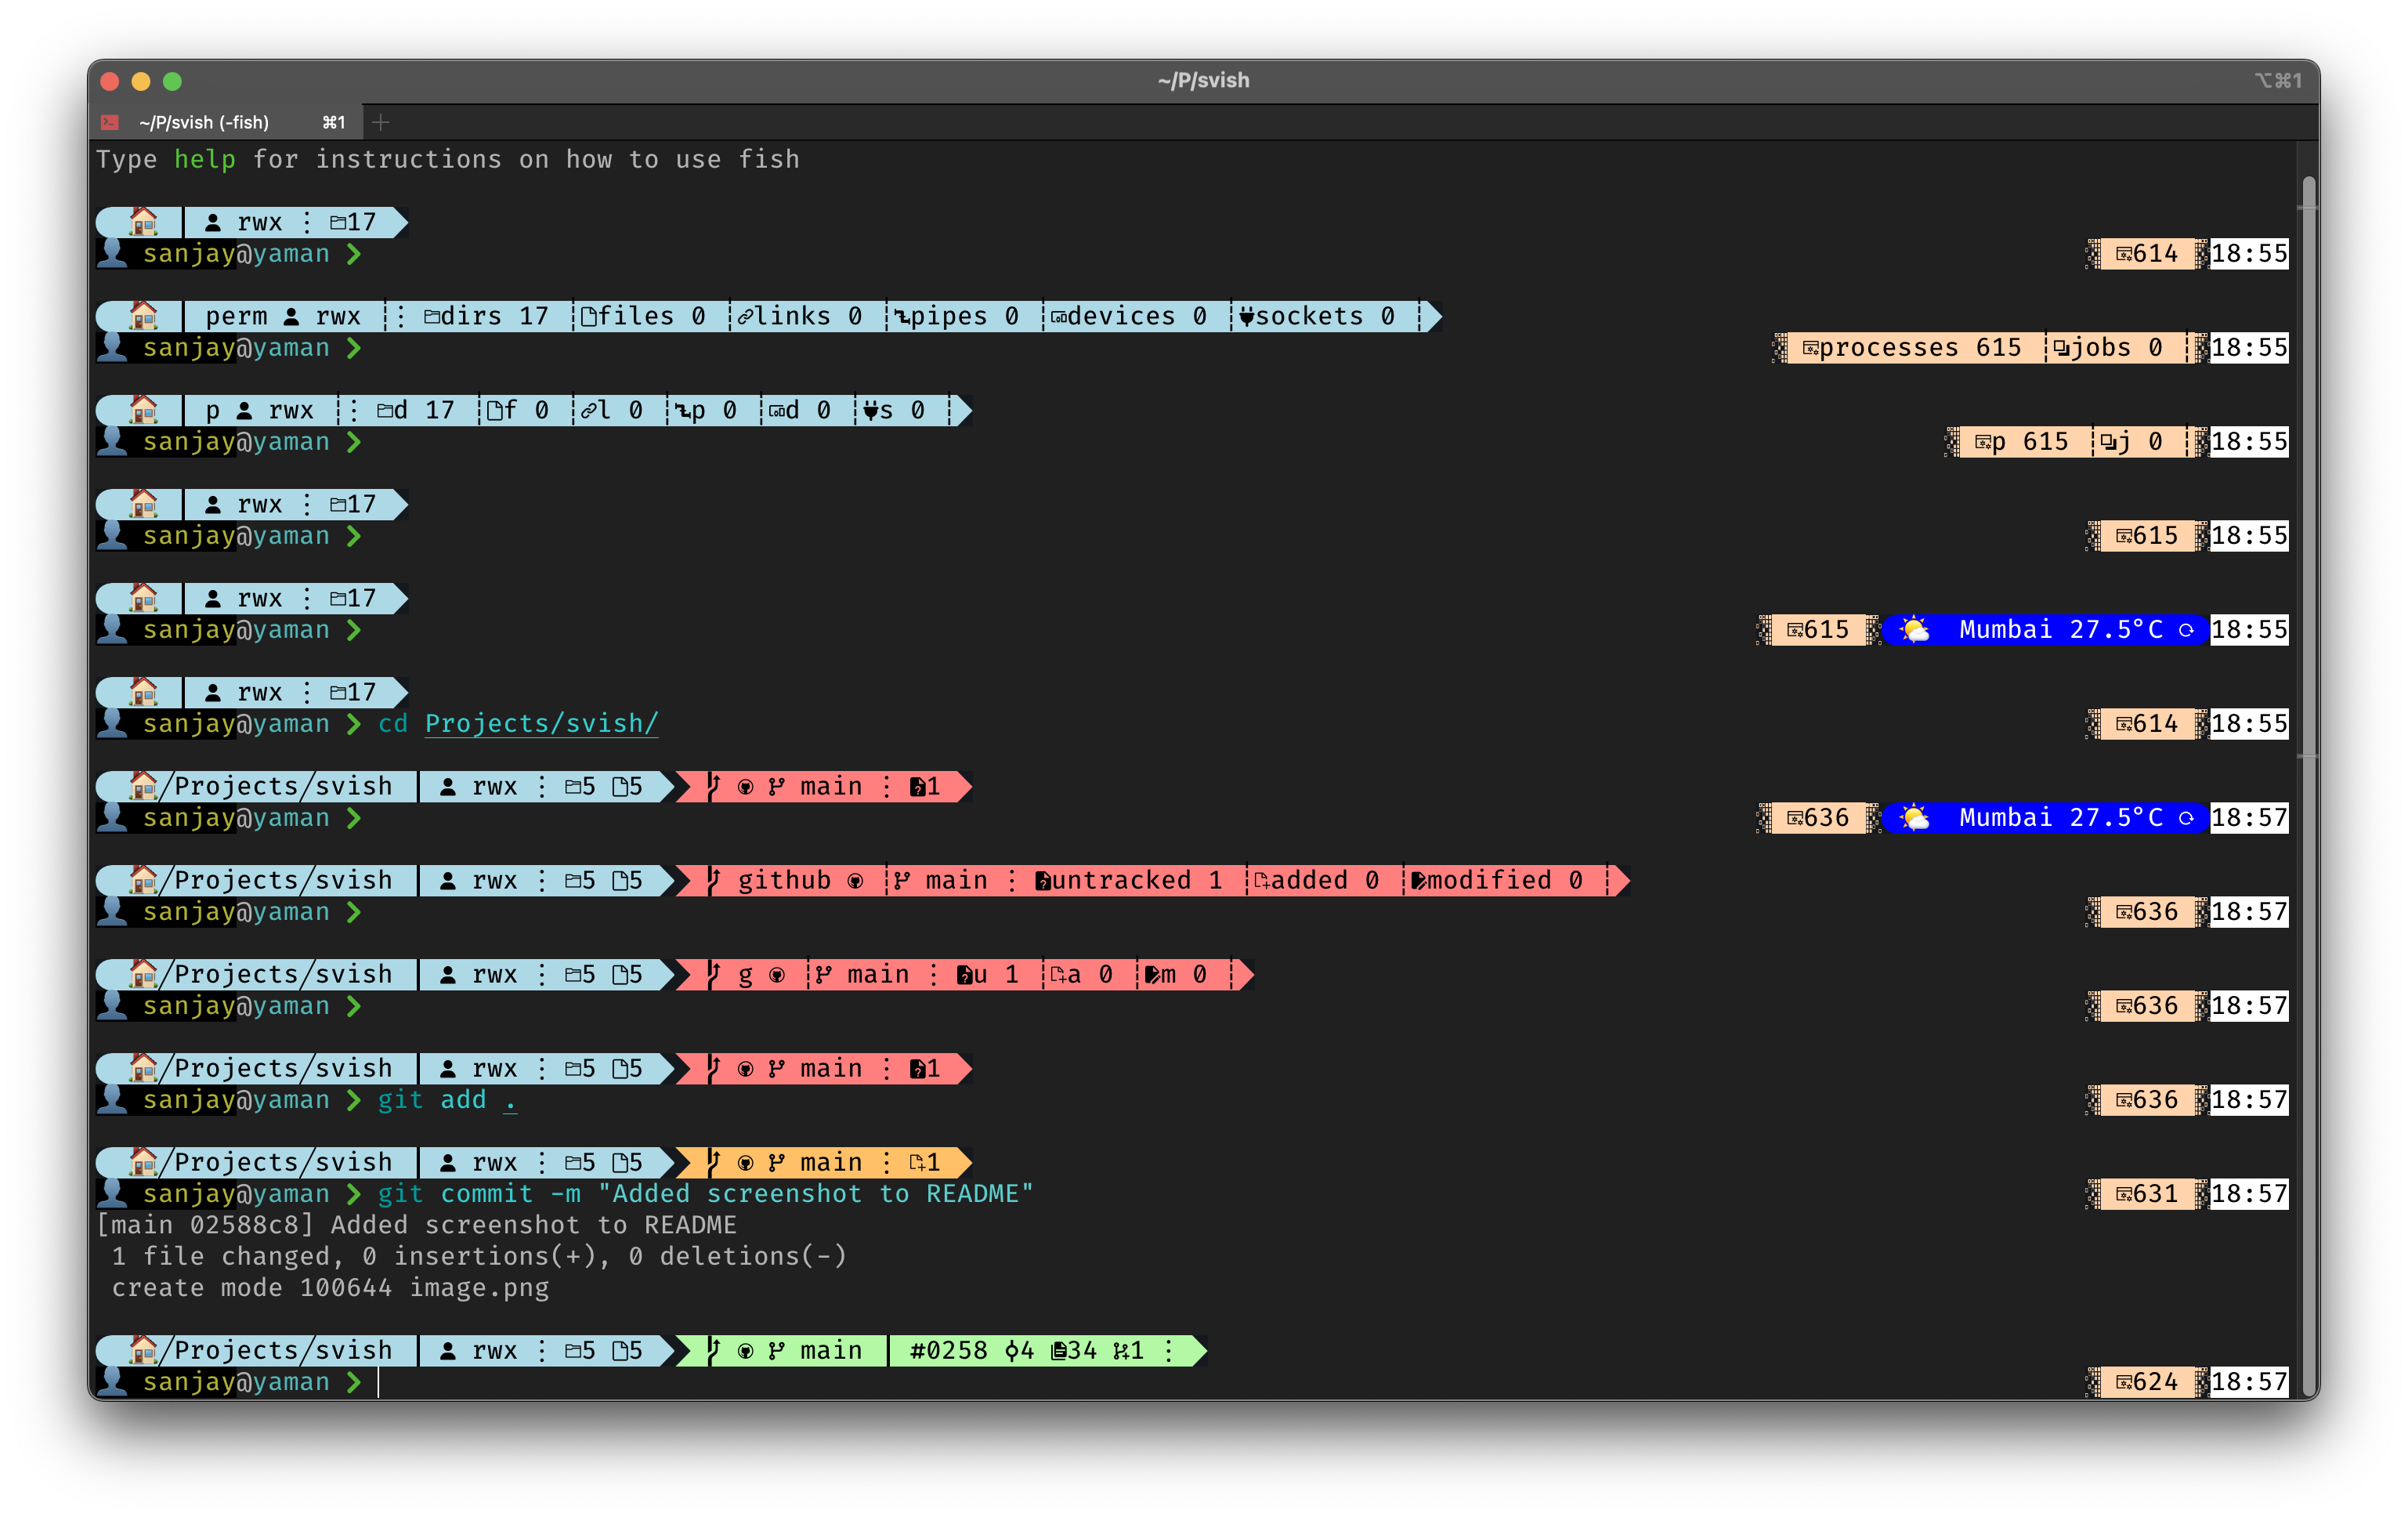 ~/P/svish ⌥⌘1
~/P/svish (-fish) ⌘1
Type help for instructions on how to use fish
rwx ⋮ 17
sanjay@yaman ❯ 614 18:55
perm rwx ⋮ dirs 17 files 0 links 0 pipes 0 devices 0 sockets 0
sanjay@yaman ❯ processes 615 jobs 0 18:55
p rwx ⋮ d 17 f 0 l 0 p 0 d 0 s 0
sanjay@yaman ❯ p 615 j 0 18:55
rwx ⋮ 17
sanjay@yaman ❯ 615 18:55
rwx ⋮ 17
sanjay@yaman ❯ 615 Mumbai 27.5°C 18:55
rwx ⋮ 17
sanjay@yaman ❯ cd Projects/svish/ 614 18:55
/Projects/svish rwx ⋮ 5 5 main ⋮ 1
sanjay@yaman ❯ 636 Mumbai 27.5°C 18:57
/Projects/svish rwx ⋮ 5 5 github main ⋮ untracked 1 added 0 modified 0
sanjay@yaman ❯ 636 18:57
/Projects/svish rwx ⋮ 5 5 g main ⋮ u 1 a 0 m 0
sanjay@yaman ❯ 636 18:57
/Projects/svish rwx ⋮ 5 5 main ⋮ 1
sanjay@yaman ❯ git add . 636 18:57
/Projects/svish rwx ⋮ 5 5 main ⋮ 1
sanjay@yaman ❯ git commit -m "Added screenshot to README" 631 18:57
[main 02588c8] Added screenshot to README
1 file changed, 0 insertions(+), 0 deletions(-)
create mode 100644 image.png
/Projects/svish rwx ⋮ 5 5 main #0258 4 34 1 ⋮
sanjay@yaman ❯ 624 18:57